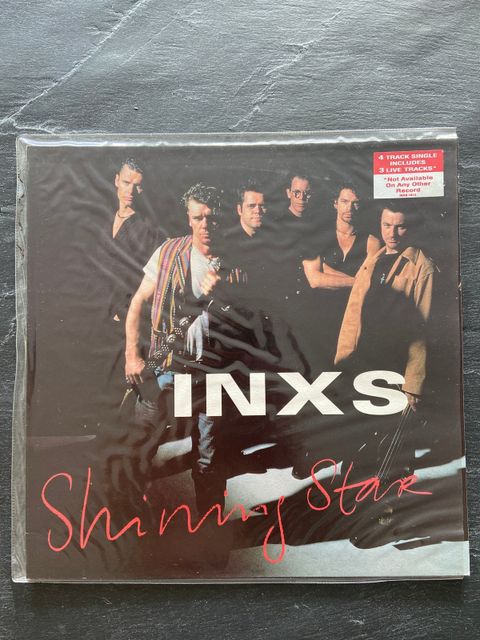 4 TRACK SINGLE
INCLUDES
3 LIVE TRACKS*
*Not Available
On Any Other
Record
INXS
Shining Star